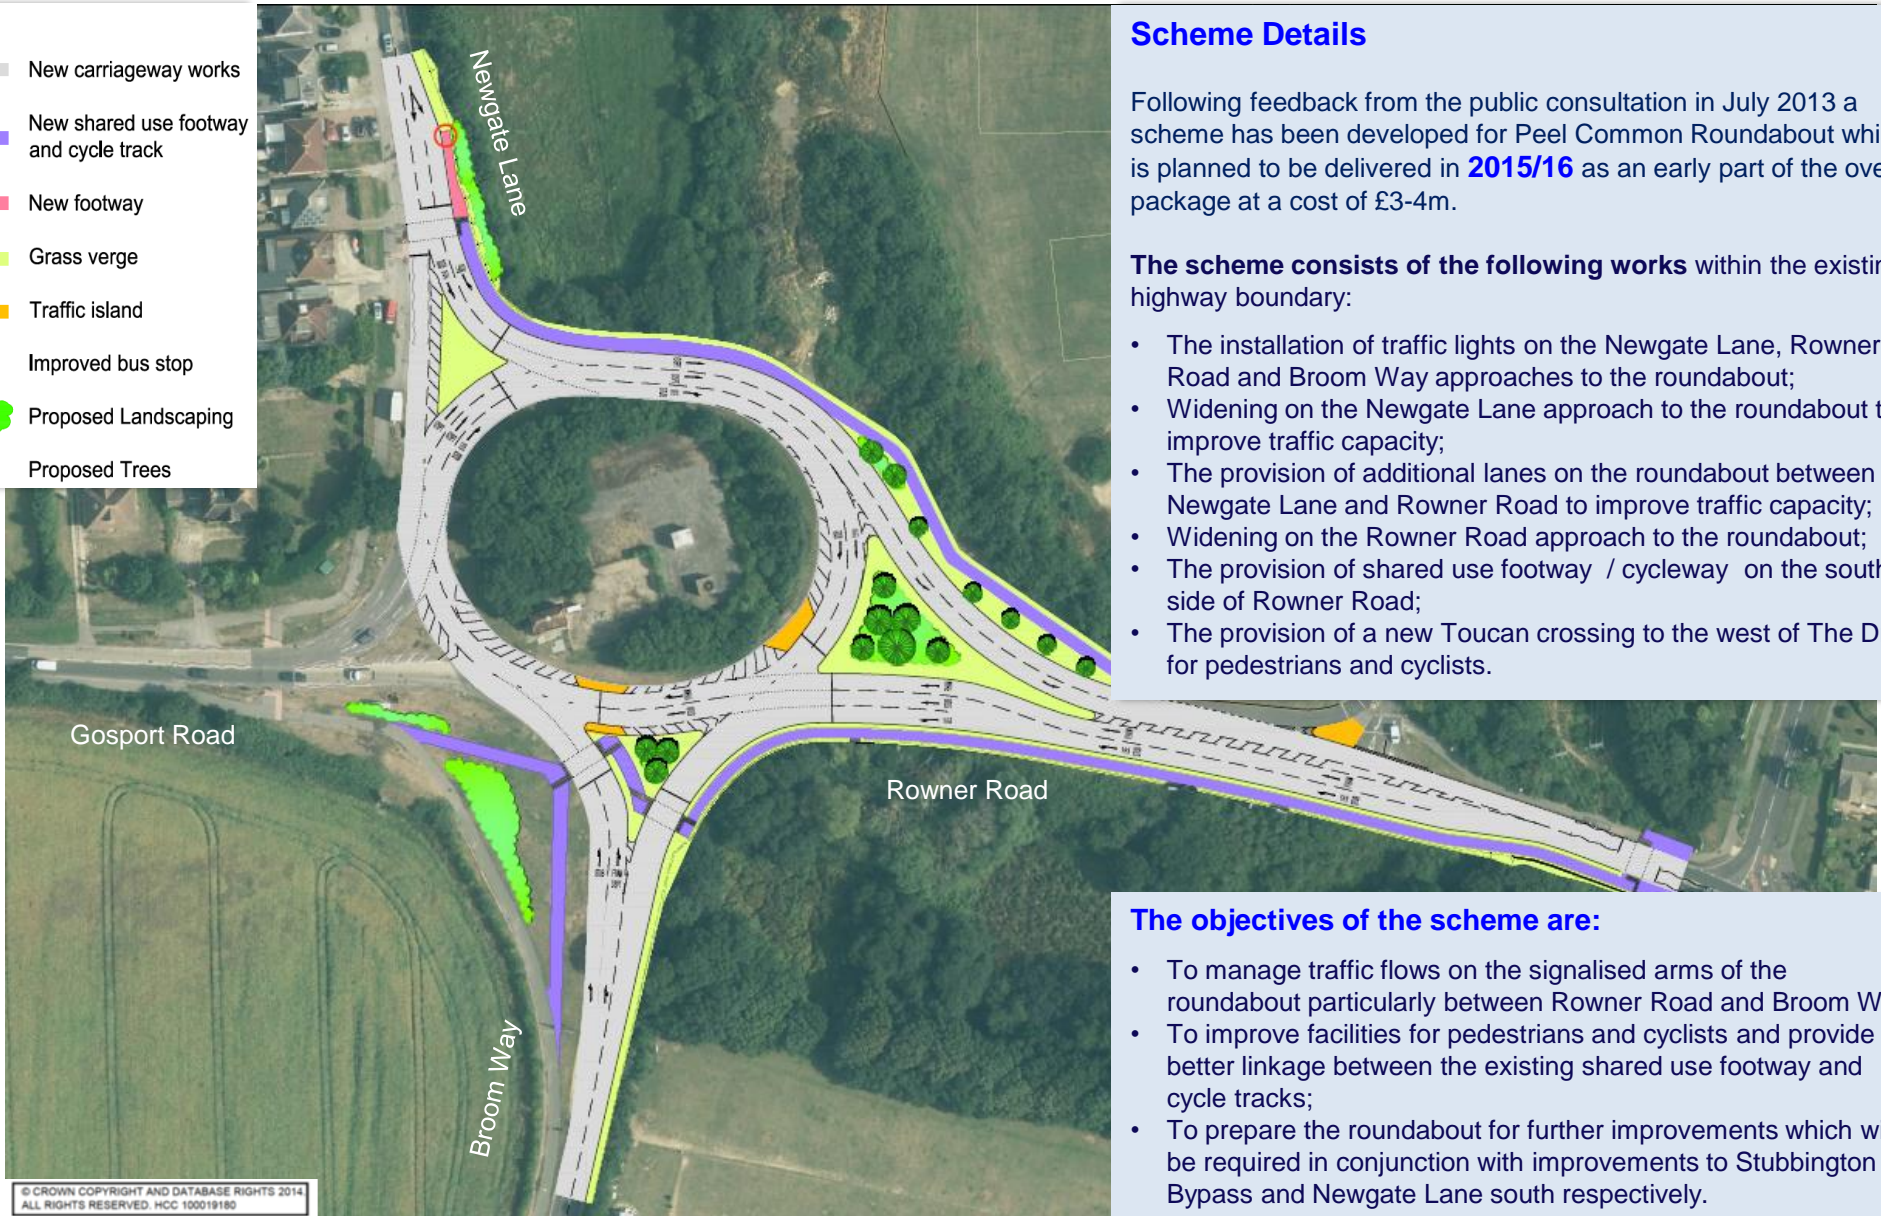 New carriageway works
New shared use footway
and cycle track
New footway
Grass verge
Traffic island
Improved bus stop
Proposed Landscaping
Proposed Trees
Newgate Lane
Gosport Road
Rowner Road
Broom Way
© CROWN COPYRIGHT AND DATABASE RIGHTS 2014.
ALL RIGHTS RESERVED. HCC 100019180
Scheme Details
Following feedback from the public consultation in July 2013 a
scheme has been developed for Peel Common Roundabout whi
is planned to be delivered in 2015/16 as an early part of the ove
package at a cost of £3-4m.
The scheme consists of the following works within the existin
highway boundary:
• The installation of traffic lights on the Newgate Lane, Rowner
Road and Broom Way approaches to the roundabout;
• Widening on the Newgate Lane approach to the roundabout t
improve traffic capacity;
• The provision of additional lanes on the roundabout between
Newgate Lane and Rowner Road to improve traffic capacity;
• Widening on the Rowner Road approach to the roundabout;
• The provision of shared use footway / cycleway on the south
side of Rowner Road;
• The provision of a new Toucan crossing to the west of The D
for pedestrians and cyclists.
The objectives of the scheme are:
• To manage traffic flows on the signalised arms of the
roundabout particularly between Rowner Road and Broom W
• To improve facilities for pedestrians and cyclists and provide
better linkage between the existing shared use footway and
cycle tracks;
• To prepare the roundabout for further improvements which w
be required in conjunction with improvements to Stubbington
Bypass and Newgate Lane south respectively.